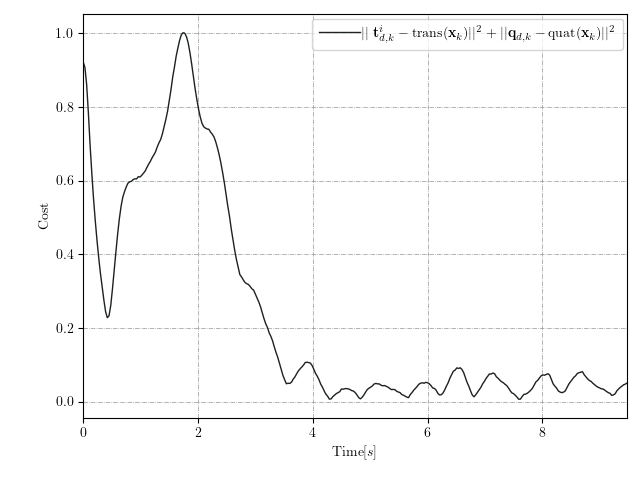 || t^i_{d,k} − trans(x_k)||^2 + ||q_{d,k} − quat(x_k)||^2
1.0
0.8
0.6
0.4
0.2
0.0
Cost
0 2 4 6 8
Time[s]